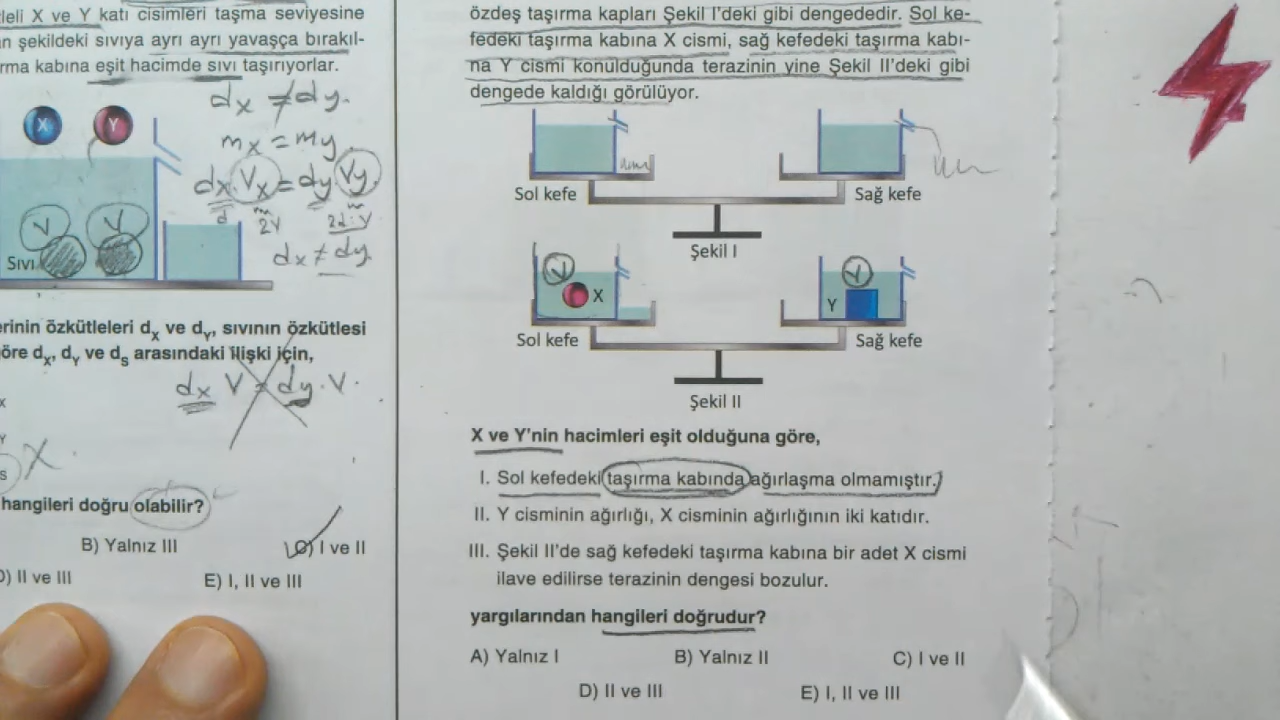 leli X ve Y katı cisimleri taşma seviyesine
n şekildeki sıvıya ayrı ayrı yavaşça bırakıl-
rma kabına eşit hacimde sıvı taşırıyorlar.
dx ≠ dy.
X
Y
mx = my
dx. Vx = dy Vy
d 2V 2d. V
V V
dx ≠ dy.
Sıvı
erinin özkütleleri dX ve dY, sıvının özkütlesi
öre dX, dY ve dS arasındaki ilişki için,
dx V = dy. V.
X
Y
S
X
hangileri doğru olabilir?
B) Yalnız III
C) I ve II
D) II ve III
E) I, II ve III
özdeş taşırma kapları Şekil I'deki gibi dengededir. Sol ke-
fedeki taşırma kabına X cismi, sağ kefedeki taşırma kabı-
na Y cismi konulduğunda terazinin yine Şekil II'deki gibi
dengede kaldığı görülüyor.
Sol kefe
Sağ kefe
Şekil I
V
V
X
Y
Sol kefe
Sağ kefe
Şekil II
X ve Y'nin hacimleri eşit olduğuna göre,
I. Sol kefedeki taşırma kabında ağırlaşma olmamıştır.
II. Y cisminin ağırlığı, X cisminin ağırlığının iki katıdır.
III. Şekil II'de sağ kefedeki taşırma kabına bir adet X cismi
ilave edilirse terazinin dengesi bozulur.
yargılarından hangileri doğrudur?
A) Yalnız I
B) Yalnız II
C) I ve II
D) II ve III
E) I, II ve III